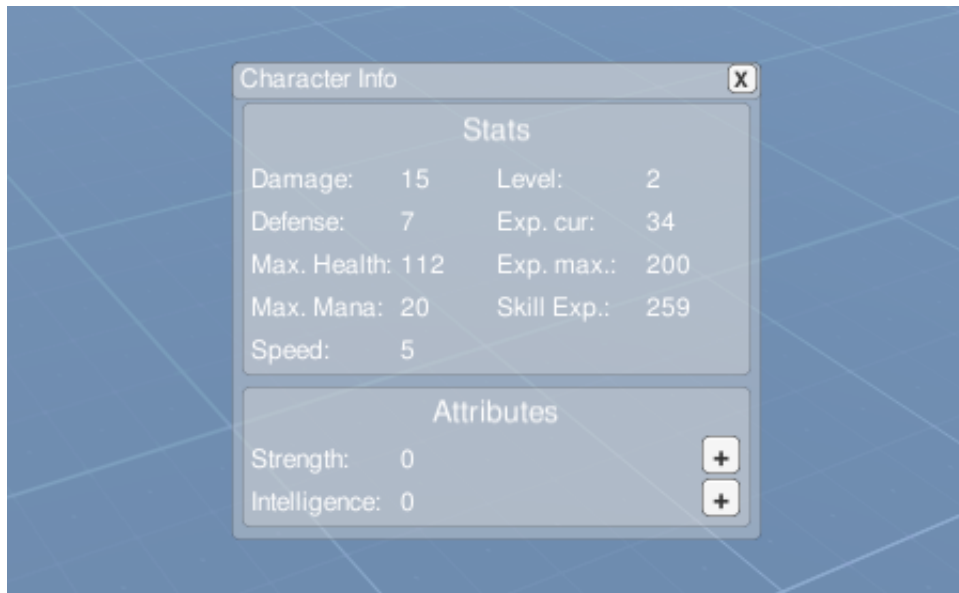 Character Info X
Stats
Damage: 15 Level: 2
Defense: 7 Exp. cur: 34
Max. Health: 112 Exp. max.: 200
Max. Mana: 20 Skill Exp.: 259
Speed: 5
Attributes
Strength: 0 +
Intelligence: 0 +